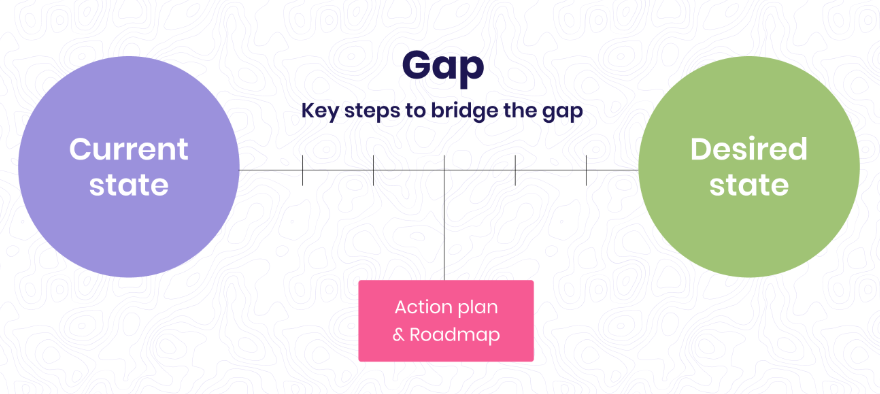 Gap
Key steps to bridge the gap
Current
state
Desired
state
Action plan
& Roadmap